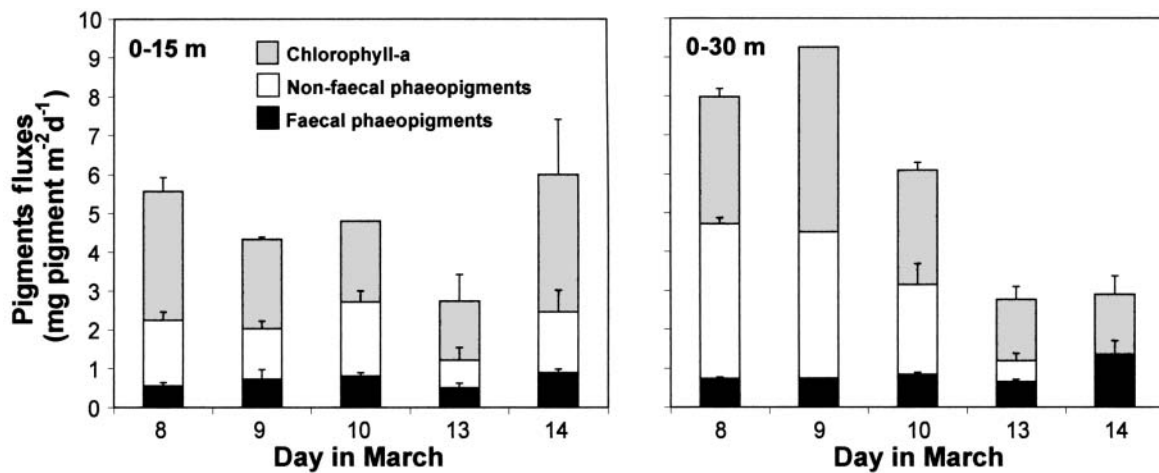 0-15 m
Chlorophyll-a
Non-faecal phaeopigments
Faecal phaeopigments
Pigments fluxes
(mg pigment m⁻²d⁻¹)
10
9
8
7
6
5
4
3
2
1
0
8 9 10 13 14
Day in March
0-30 m
8 9 10 13 14
Day in March